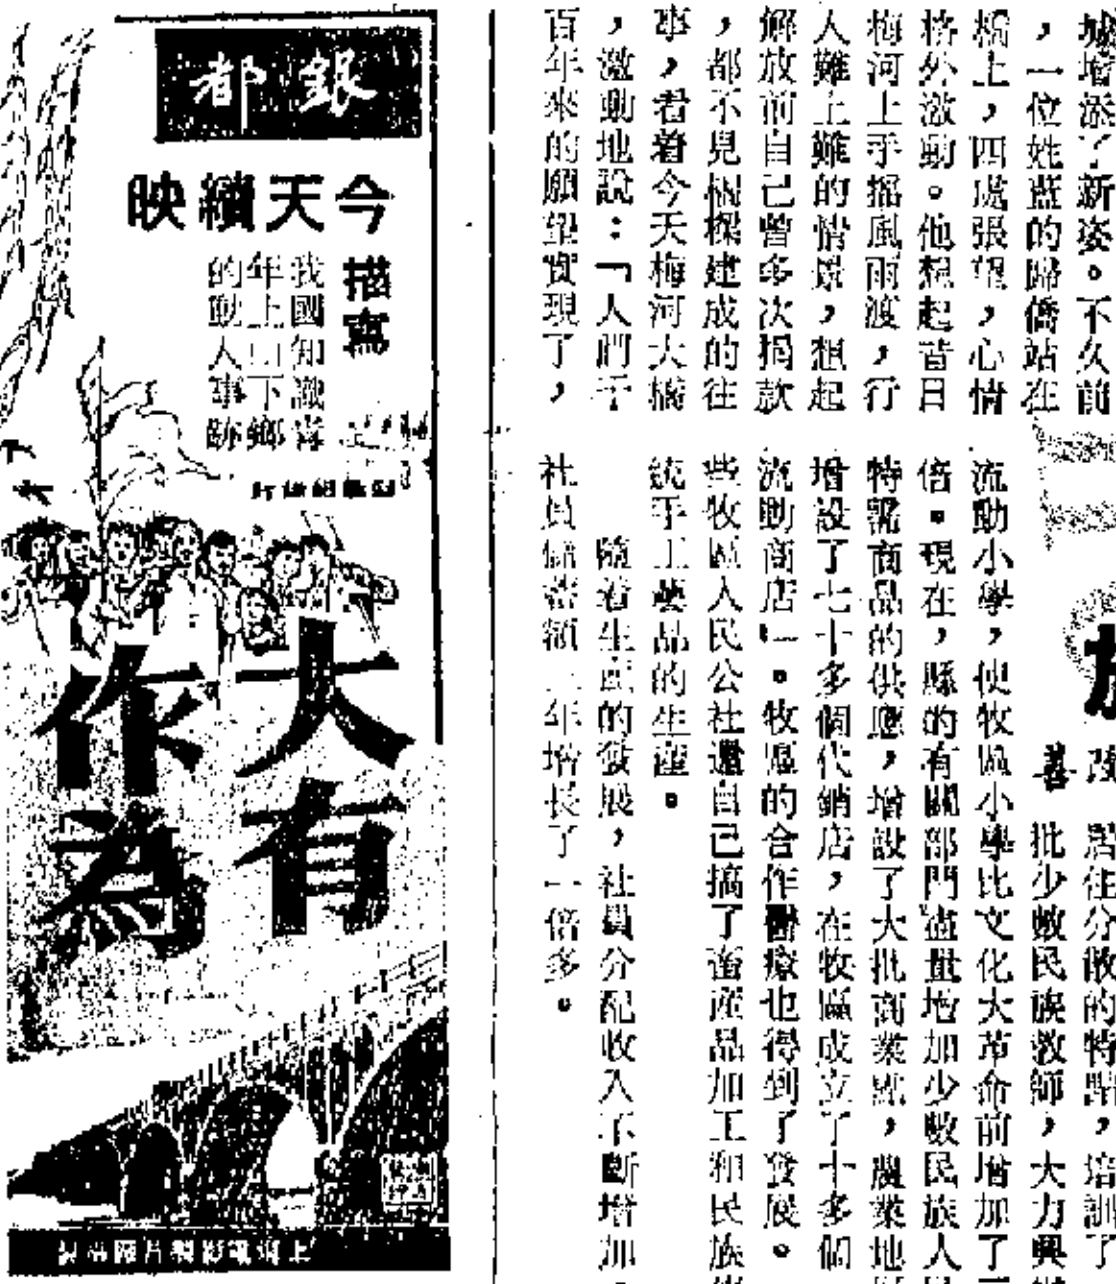 城增添了新姿。不久前
，一位姓藍的歸僑站在
橋上，四處張望，心情
格外激動。他想起昔日
梅河上手搖風雨渡，行
人難上難的情景，想起
解放前自己曾多次捐款
，都不見橋樑建成的往
事，看着今天梅河大橋
，激動地說：「人們千
百年來的願望實現了，
居住分散的特點，培訓了
善
批少數民族教師，大力興
流動小學，使牧區小學比文化大革命前增加了
倍。現在，縣的有關部門盡量增加少數民族人
特需商品的供應，增設了大批商業點，農業地
增設了七十多個代銷店，在牧區成立了十多個
流動商店」。牧區的合作醫療也得到了發展。
些牧區人民公社還自己搞了畜產品加工和民族
統手工藝品的生產。
隨着生產的發展，社員分配收入不斷增加，
社員儲蓄額年增長了一倍多。
銀都
今天續映
描寫
我國知識青
年上山下鄉
的動人事跡
大有
作為
上海電影製片廠出品